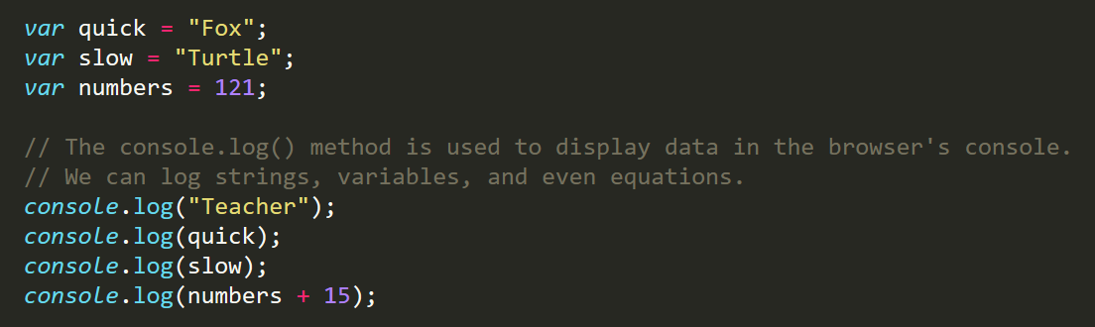 var quick = "Fox";
var slow = "Turtle";
var numbers = 121;
// The console.log() method is used to display data in the browser's console.
// We can log strings, variables, and even equations.
console.log("Teacher");
console.log(quick);
console.log(slow);
console.log(numbers + 15);